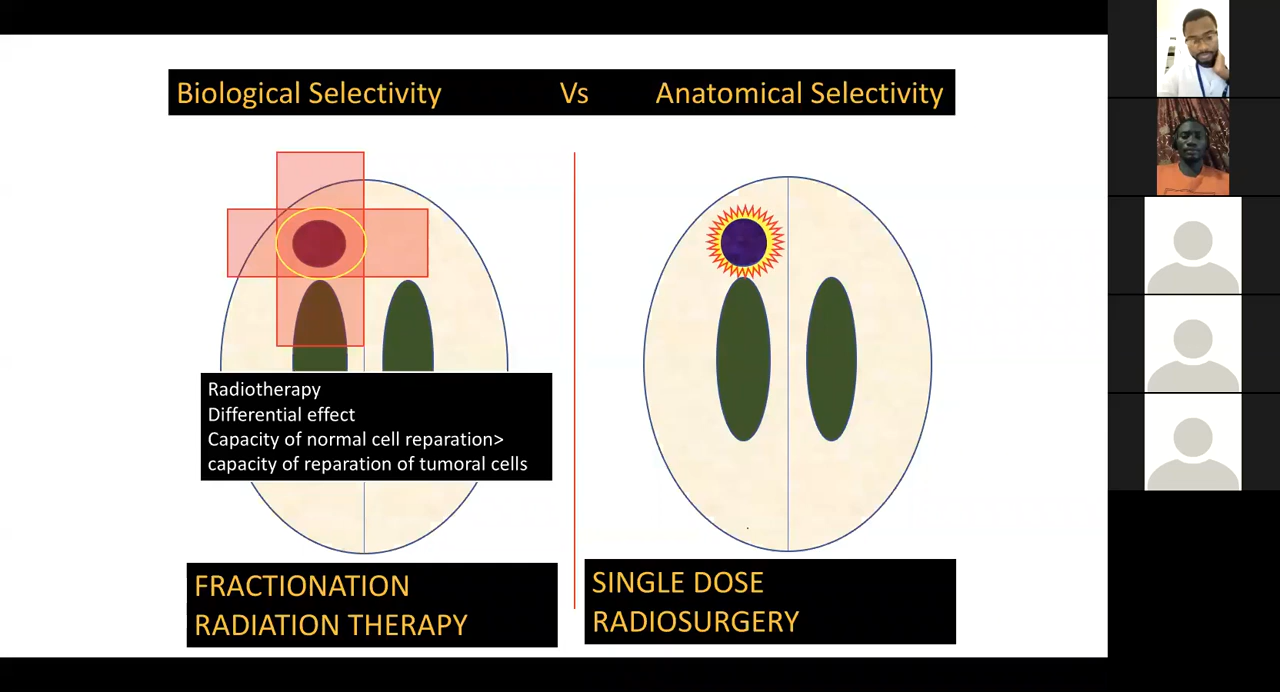 Biological Selectivity Vs Anatomical Selectivity
Radiotherapy
Differential effect
Capacity of normal cell reparation>
capacity of reparation of tumoral cells
FRACTIONATION
RADIATION THERAPY
SINGLE DOSE
RADIOSURGERY